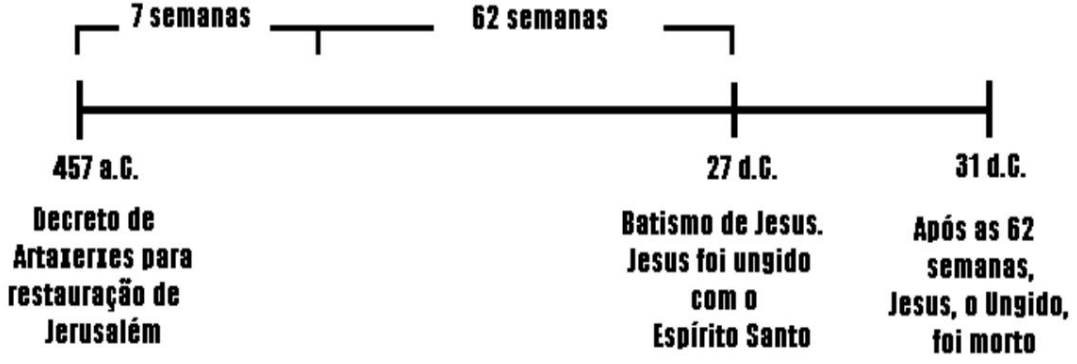 7 semanas
62 semanas
457 a.C.
Decreto de
Artaxerxes para
restauração de
Jerusalém
27 d.C.
Batismo de Jesus.
Jesus foi ungido
com o
Espírito Santo
31 d.C.
Após as 62
semanas,
Jesus, o Ungido,
foi morto